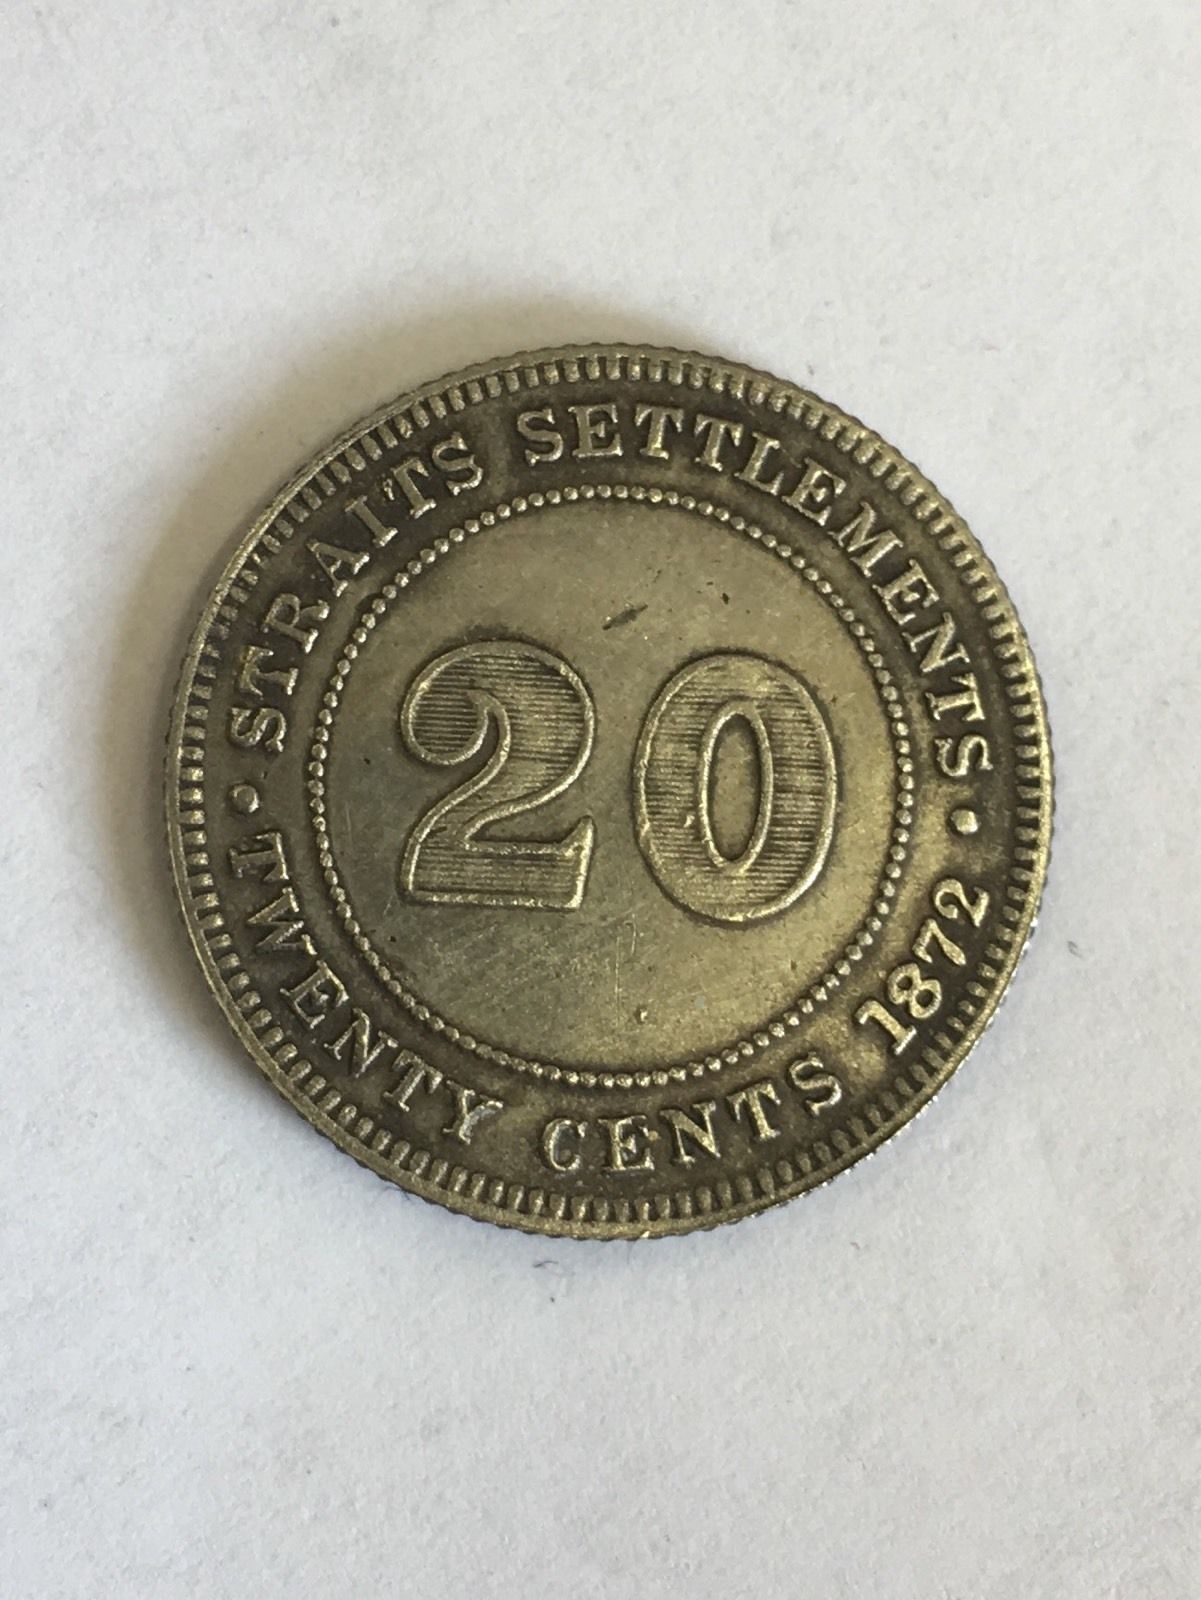 · STRAITS SETTLEMENTS ·
20
TWENTY CENTS 1872